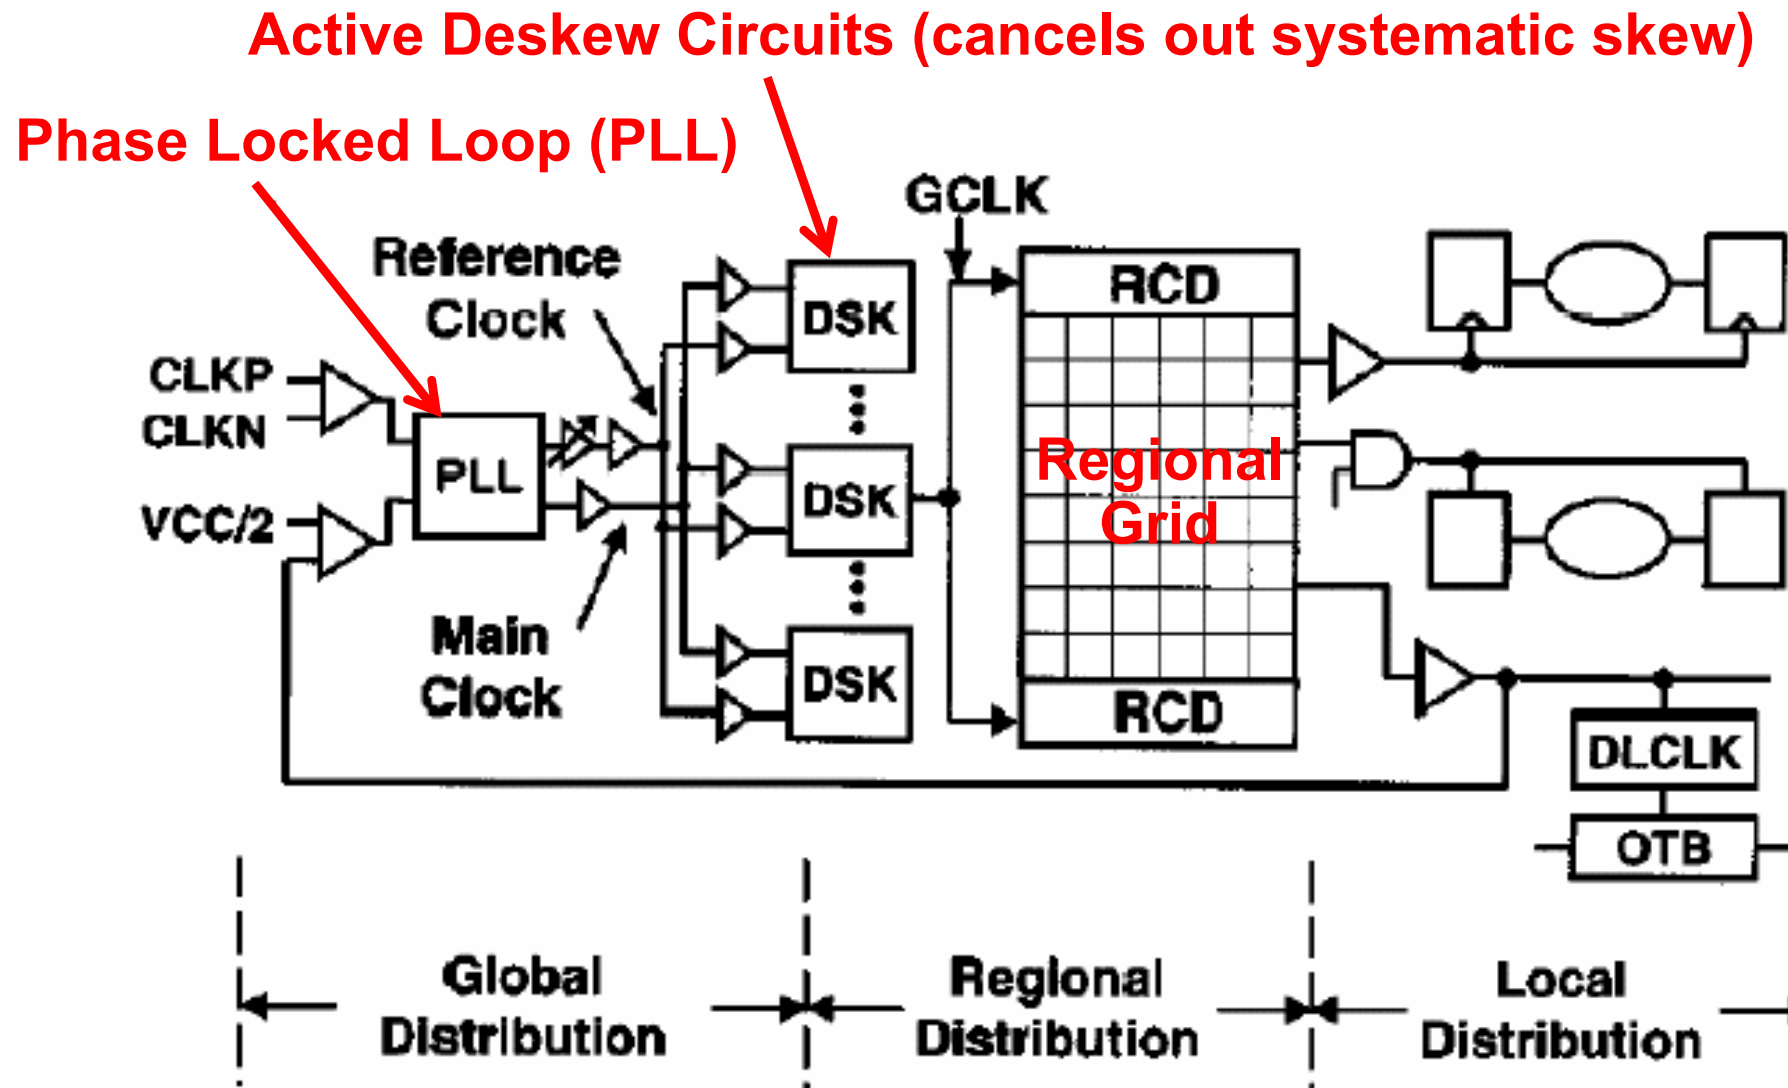 Active Deskew Circuits (cancels out systematic skew)
Phase Locked Loop (PLL)
GCLK
Reference
Clock
RCD
DSK
CLKP
CLKN
PLL
DSK
Regional
Grid
VCC/2
Main
Clock
DSK
RCD
DLCLK
OTB
Global
Distribution
Regional
Distribution
Local
Distribution